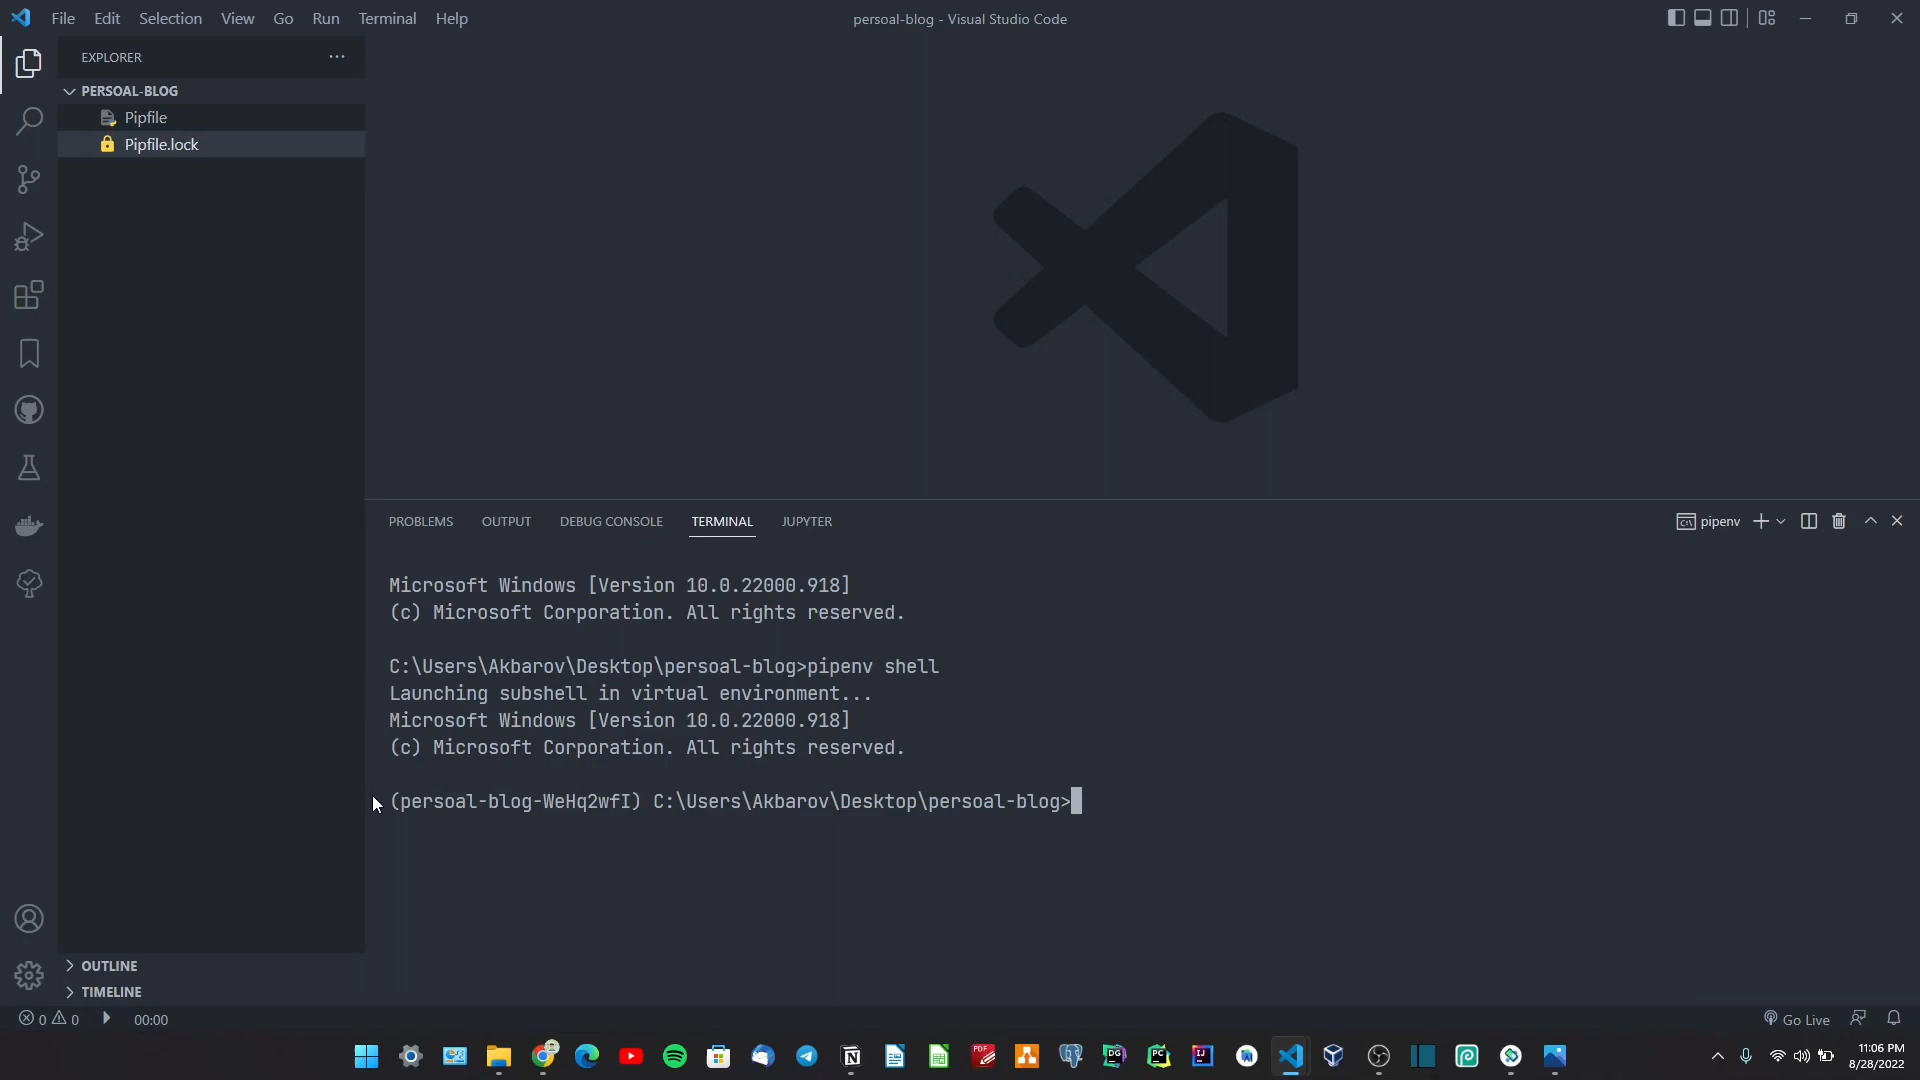 File Edit Selection View Go Run Terminal Help
persoal-blog - Visual Studio Code
EXPLORER
PERSOAL-BLOG
Pipfile
Pipfile.lock
PROBLEMS OUTPUT DEBUG CONSOLE TERMINAL JUPYTER
pipenv
Microsoft Windows [Version 10.0.22000.918]
(c) Microsoft Corporation. All rights reserved.
C:\Users\Akbarov\Desktop\persoal-blog>pipenv shell
Launching subshell in virtual environment...
Microsoft Windows [Version 10.0.22000.918]
(c) Microsoft Corporation. All rights reserved.
(persoal-blog-WeHq2wfI) C:\Users\Akbarov\Desktop\persoal-blog>
OUTLINE
TIMELINE
0 0 00:00
Go Live
PDF
DG
PC
IJ
11:06 PM
8/28/2022